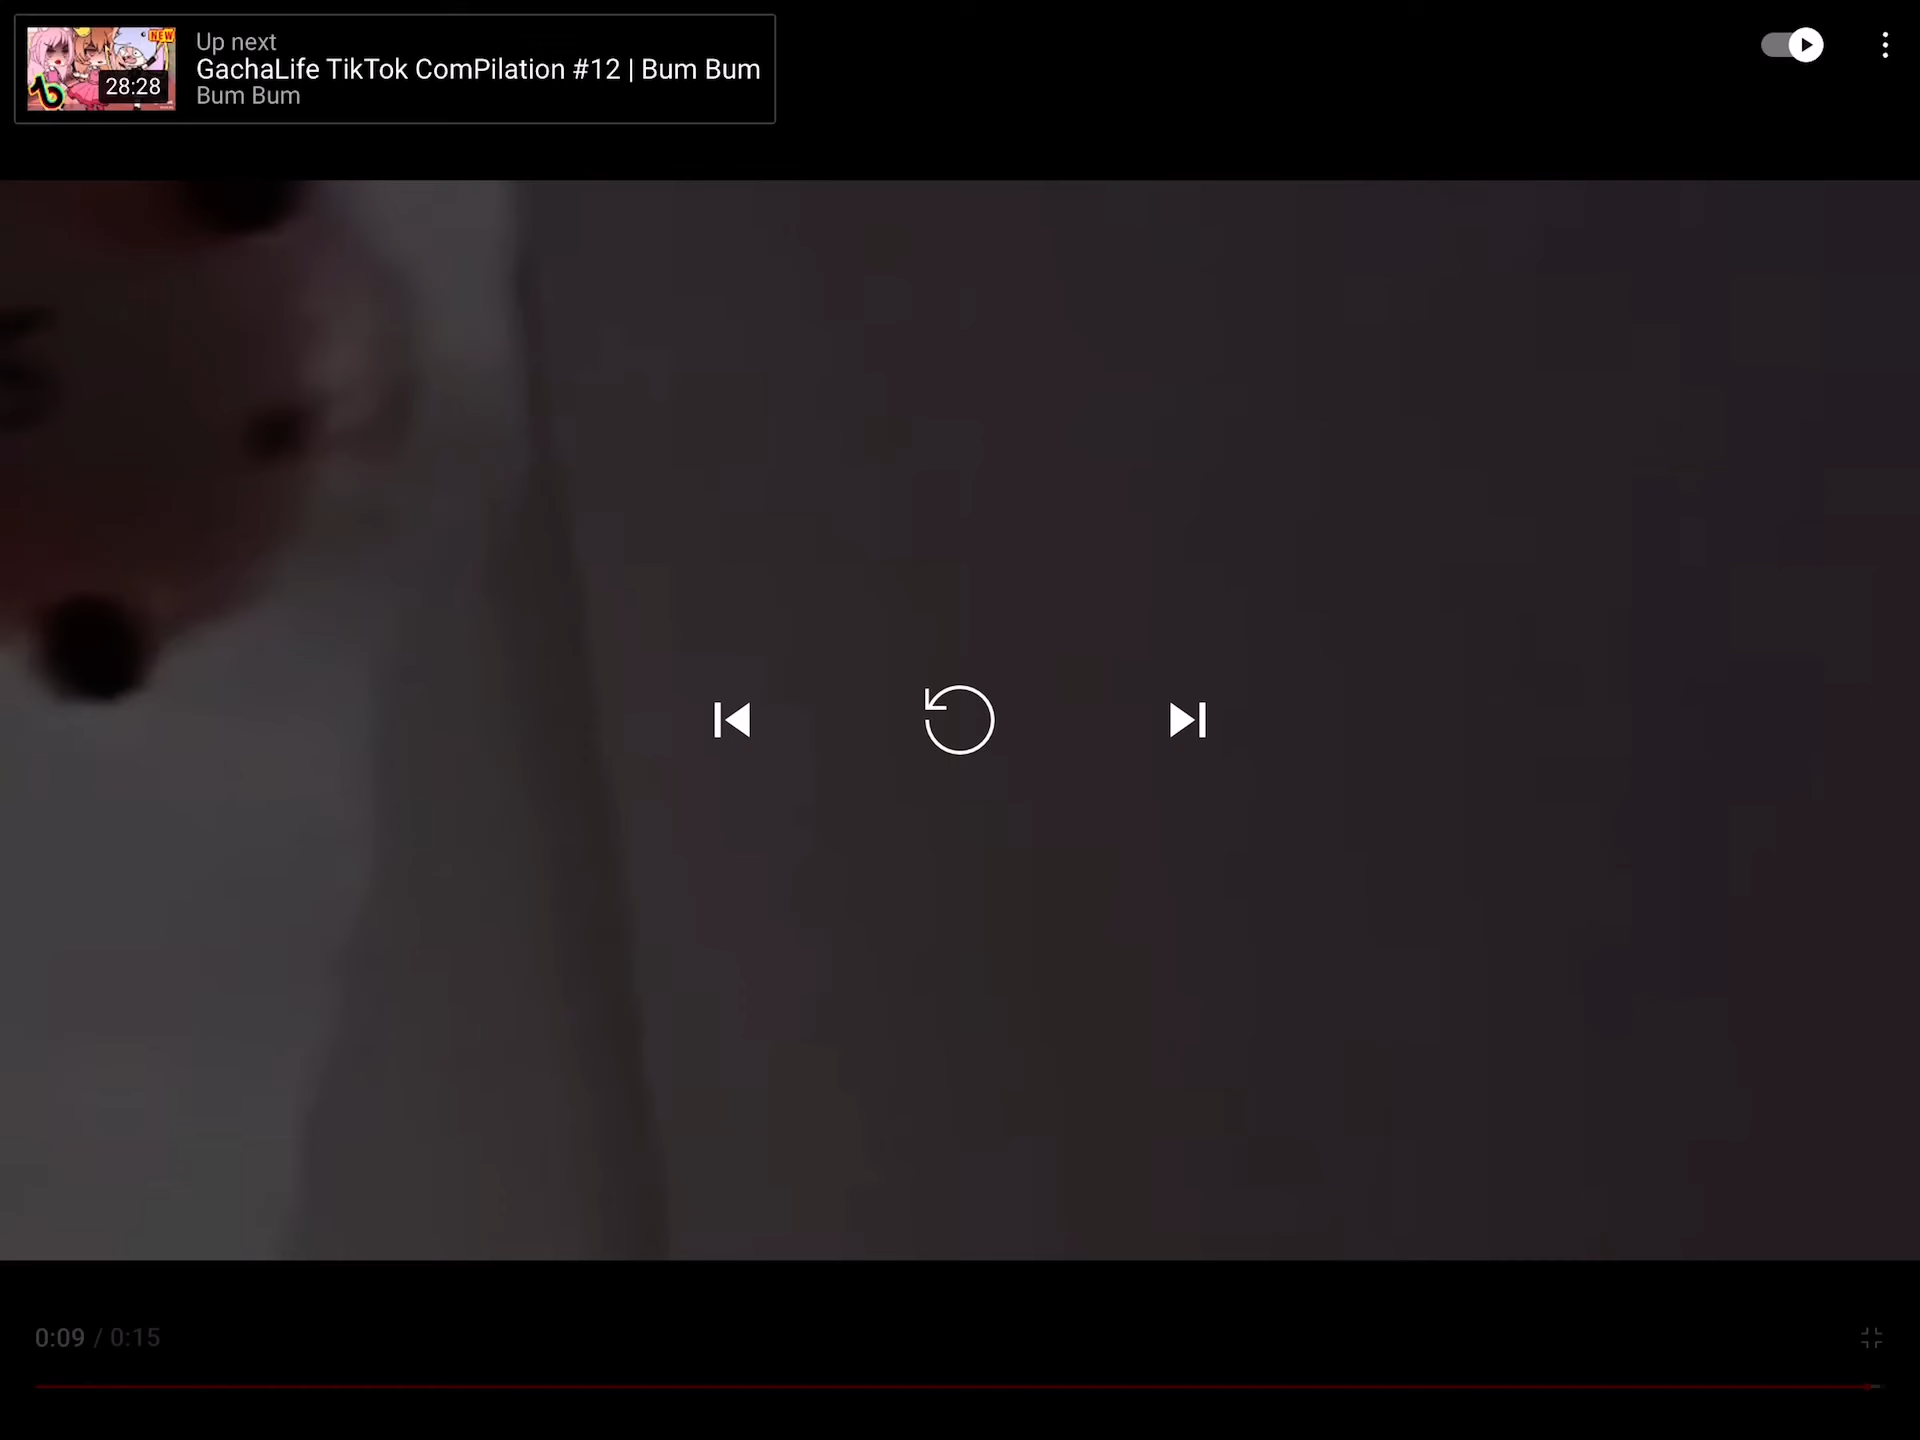 NEW
28:28
Up next
GachaLife TikTok ComPilation #12 | Bum Bum
Bum Bum
0:09 / 0:15